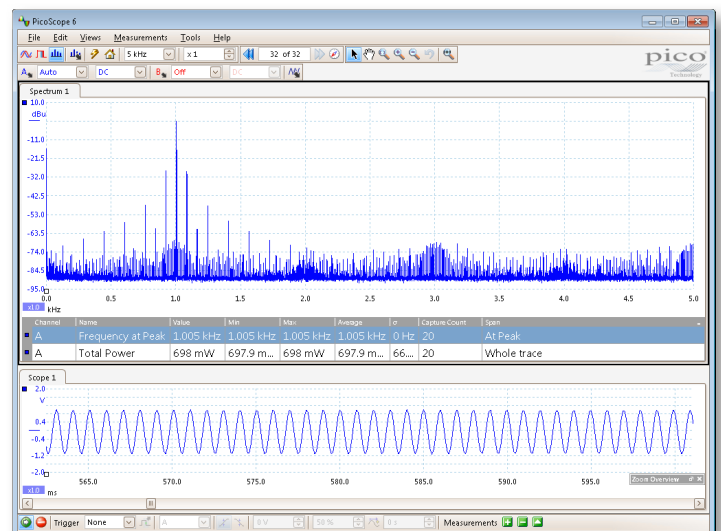 PicoScope 6
File Edit Views Measurements Tools Help
5 kHz x 1 32 of 32
pico
Technology
A Auto DC B Off DC
Spectrum 1
10.0
dBu
-11.0
-21.5
-32.0
-42.5
-53.0
-63.5
-74.0
-84.5
-95.0
0.0 0.5 1.0 1.5 2.0 2.5 3.0 3.5 4.0 4.5 5.0
x1.0 kHz
Channel Name Value Min Max Average σ Capture Count Span
A Frequency at Peak 1.005 kHz 1.005 kHz 1.005 kHz 1.005 kHz 0 Hz 20 At Peak
A Total Power 698 mW 697.9 m... 698 mW 697.9 m... 66.... 20 Whole trace
Scope 1
2.0
V
0.4
-0.4
-1.2
-2.0
565.0 570.0 575.0 580.0 585.0 590.0 595.0
Zoom Overview
x1.0 ms
Trigger None A 0 V 50 % 0 s Measurements